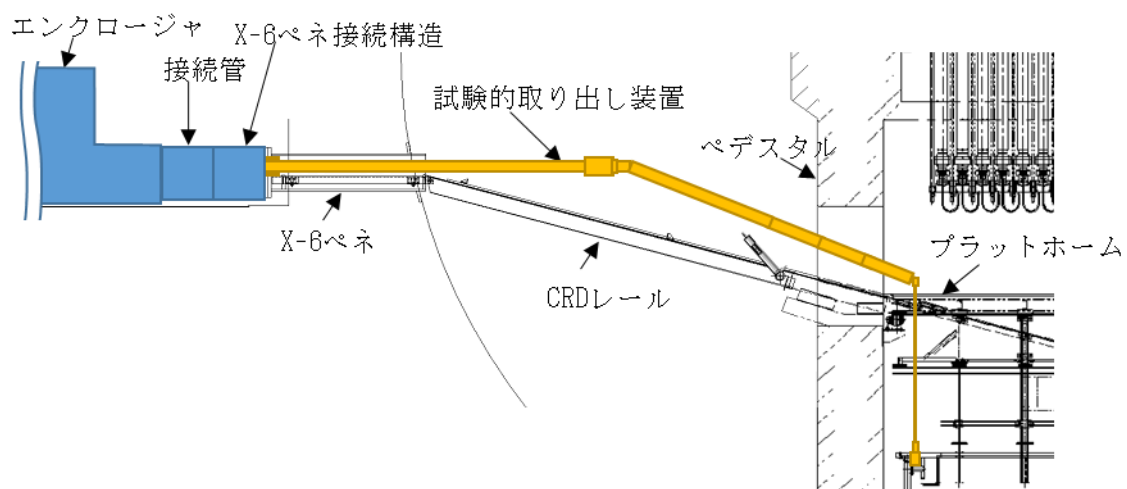 エンクロージャ
X-6ペネ接続構造
接続管
試験的取り出し装置
ペデスタル
X-6ペネ
プラットホーム
CRDレール